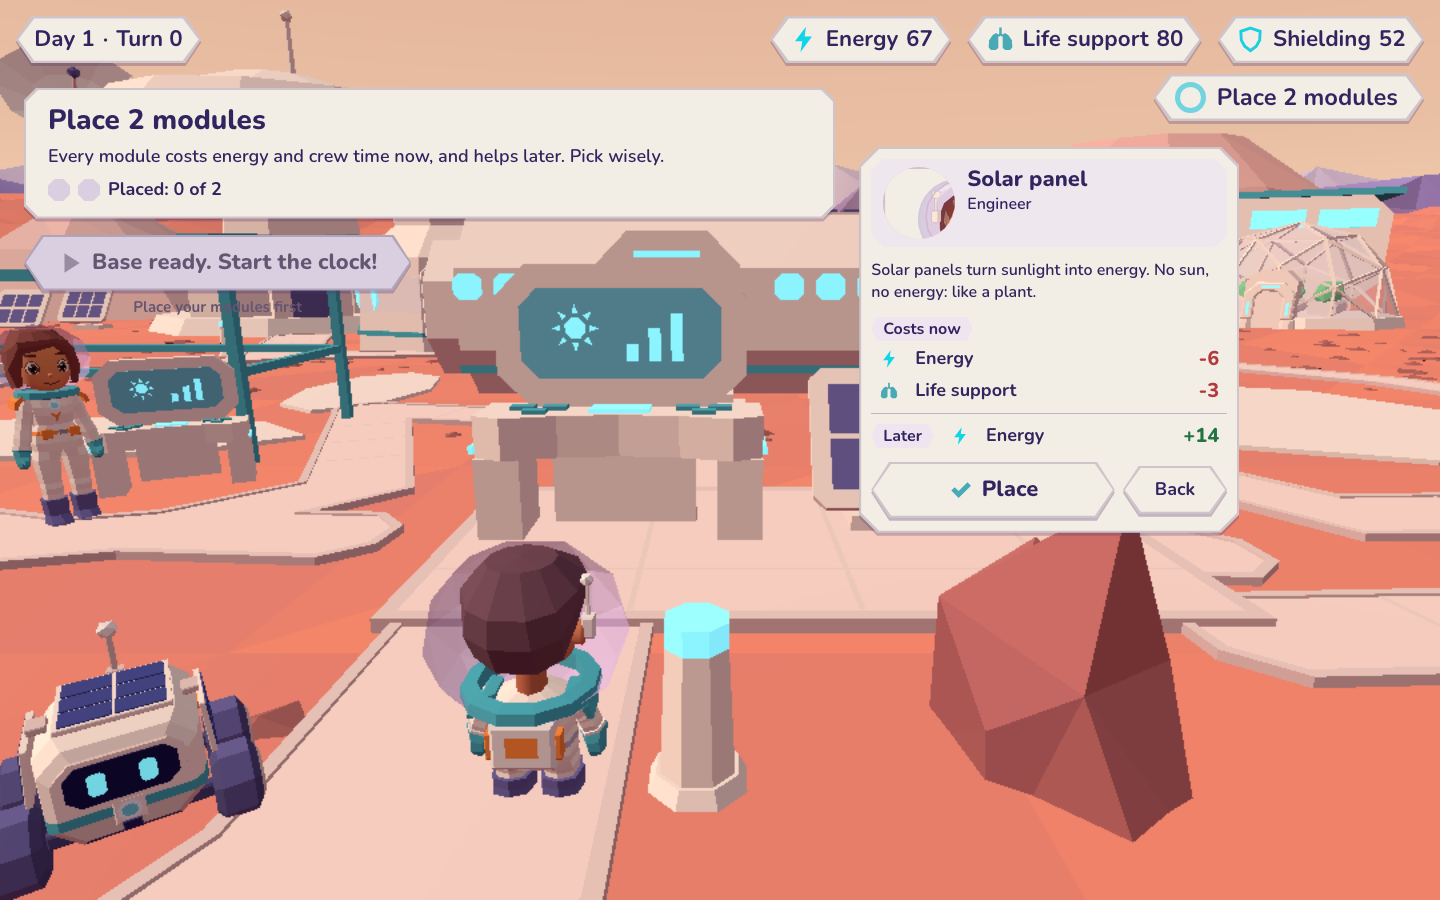 Day 1 · Turn 0
Energy 67
Life support 80
Shielding 52
Place 2 modules
Place 2 modules
Every module costs energy and crew time now, and helps later. Pick wisely.
Placed: 0 of 2
Base ready. Start the clock!
Place your modules first
Solar panel
Engineer
Solar panels turn sunlight into energy. No sun,
no energy: like a plant.
Costs now
Energy -6
Life support -3
Later Energy +14
Place
Back